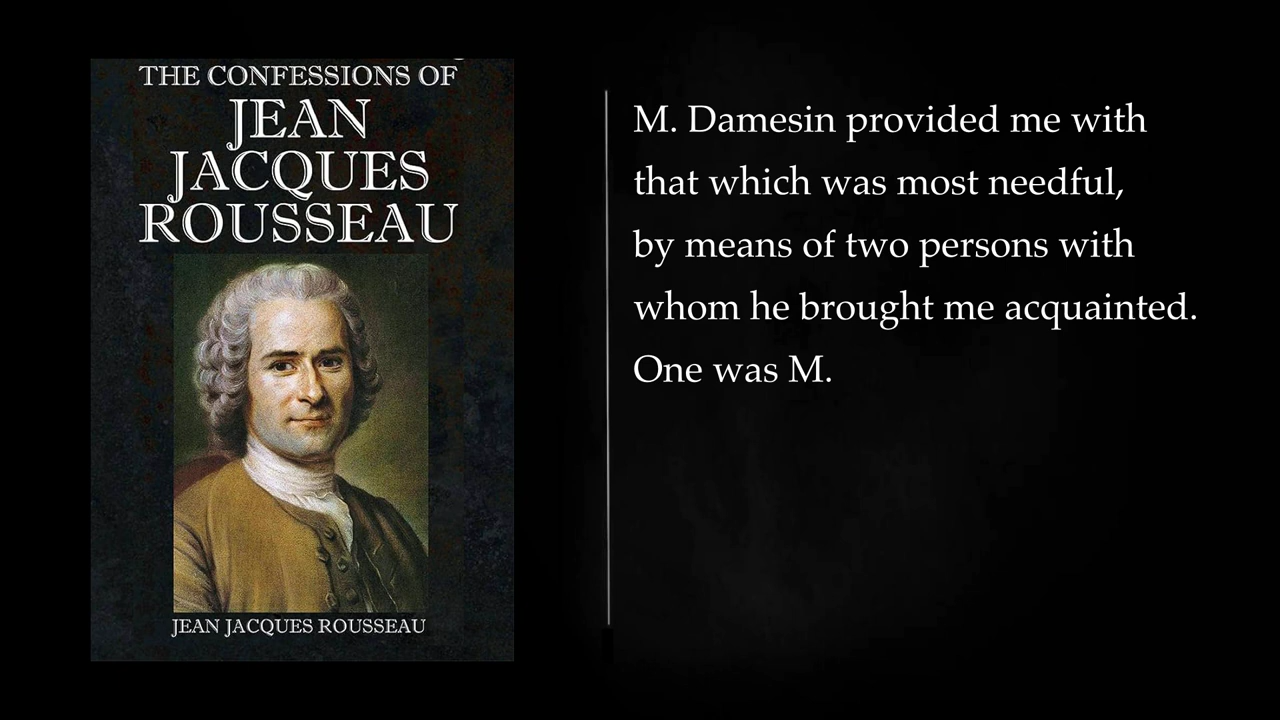 THE CONFESSIONS OF
JEAN
JACQUES
ROUSSEAU
JEAN JACQUES ROUSSEAU
M. Damesin provided me with
that which was most needful,
by means of two persons with
whom he brought me acquainted.
One was M.